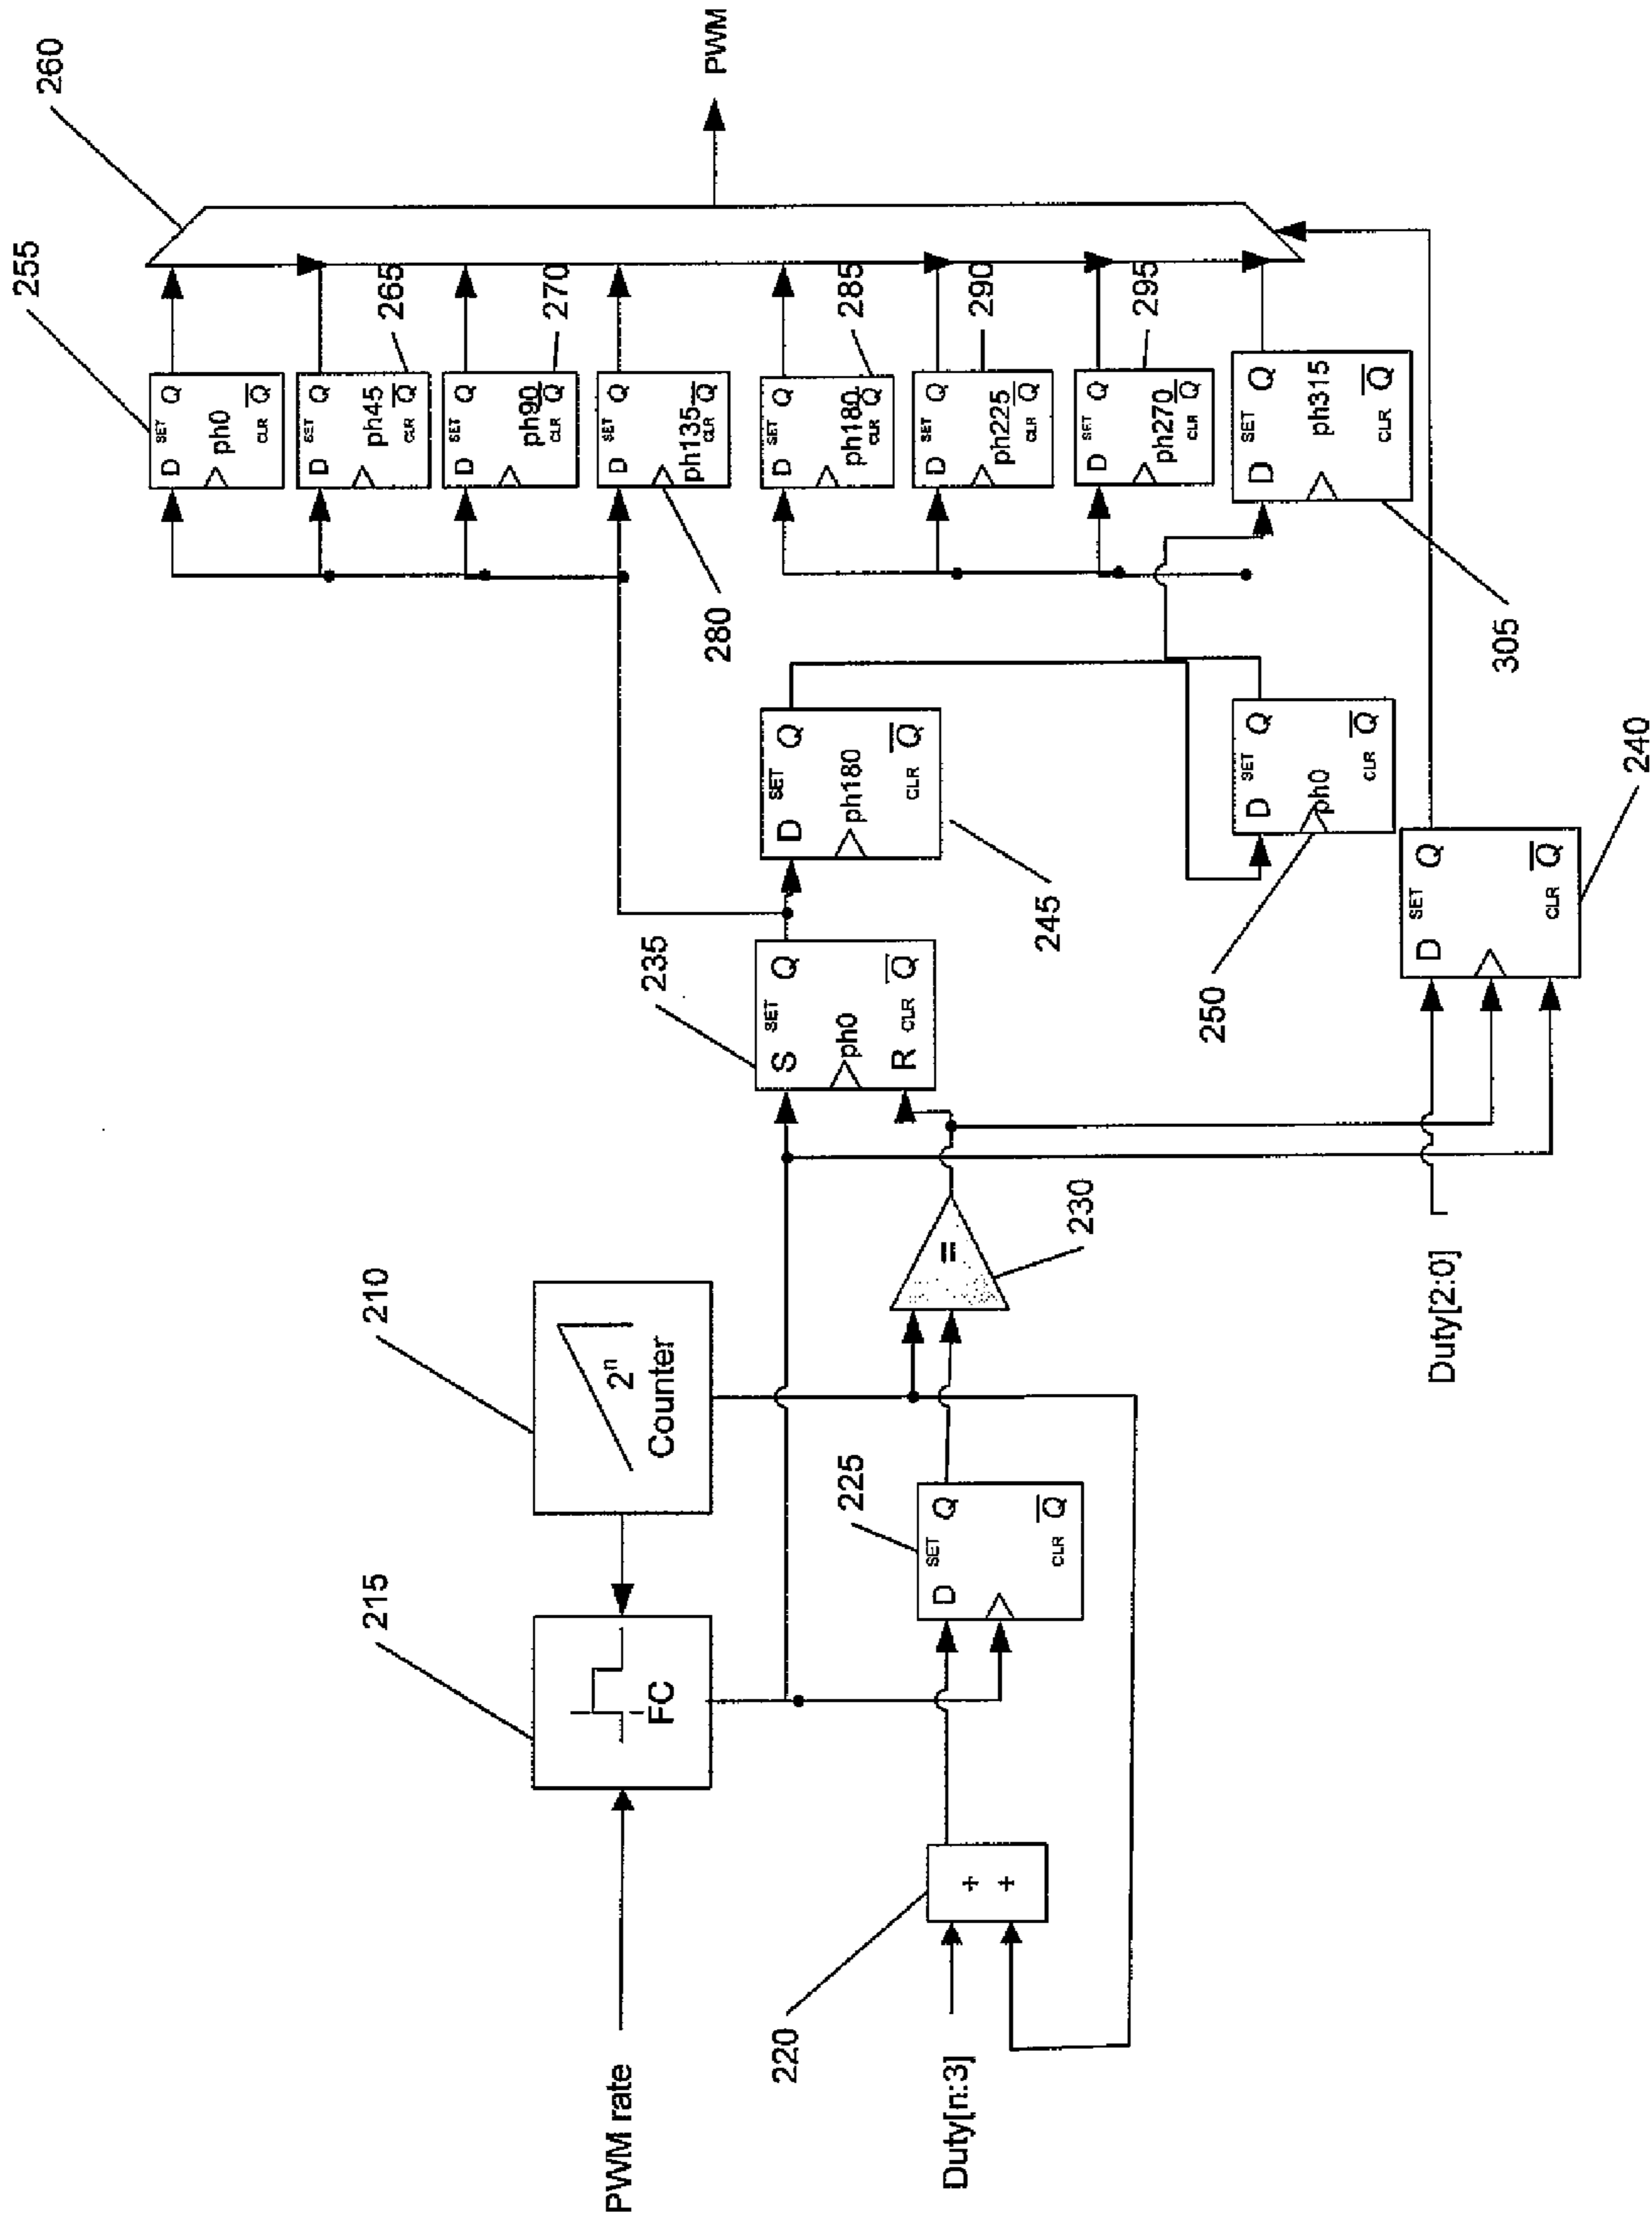 PWM rate
215
FC
210
2ⁿ
Counter
Duty[n:3]
220
+
+
225
D SET Q
CLR Q̅
230
=
235
S SET Q
ph0
R CLR Q̅
245
D SET Q
ph180
CLR Q̅
250
D SET Q
ph0
CLR Q̅
Duty[2:0]
240
D SET Q
CLR Q̅
255
D SET Q
ph0
CLR Q̅
265
D SET Q
ph45
CLR Q̅
270
D SET Q
ph90
CLR Q̅
280
D SET Q
ph135
CLR Q̅
285
D SET Q
ph180
CLR Q̅
290
D SET Q
ph225
CLR Q̅
295
D SET Q
ph270
CLR Q̅
305
D SET Q
ph315
CLR Q̅
260
PWM